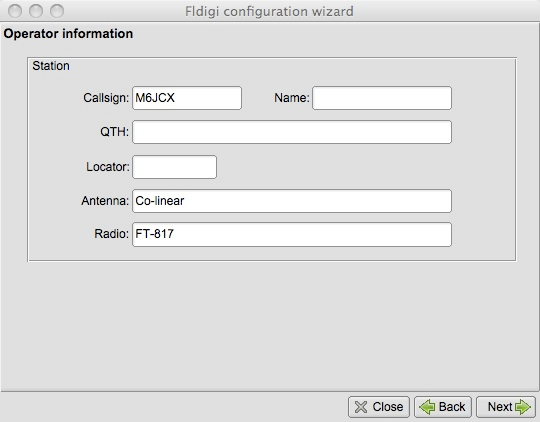 Fldigi configuration wizard
Operator information
Station
Callsign: M6JCX Name:
QTH:
Locator:
Antenna: Co-linear
Radio: FT-817
Close Back Next